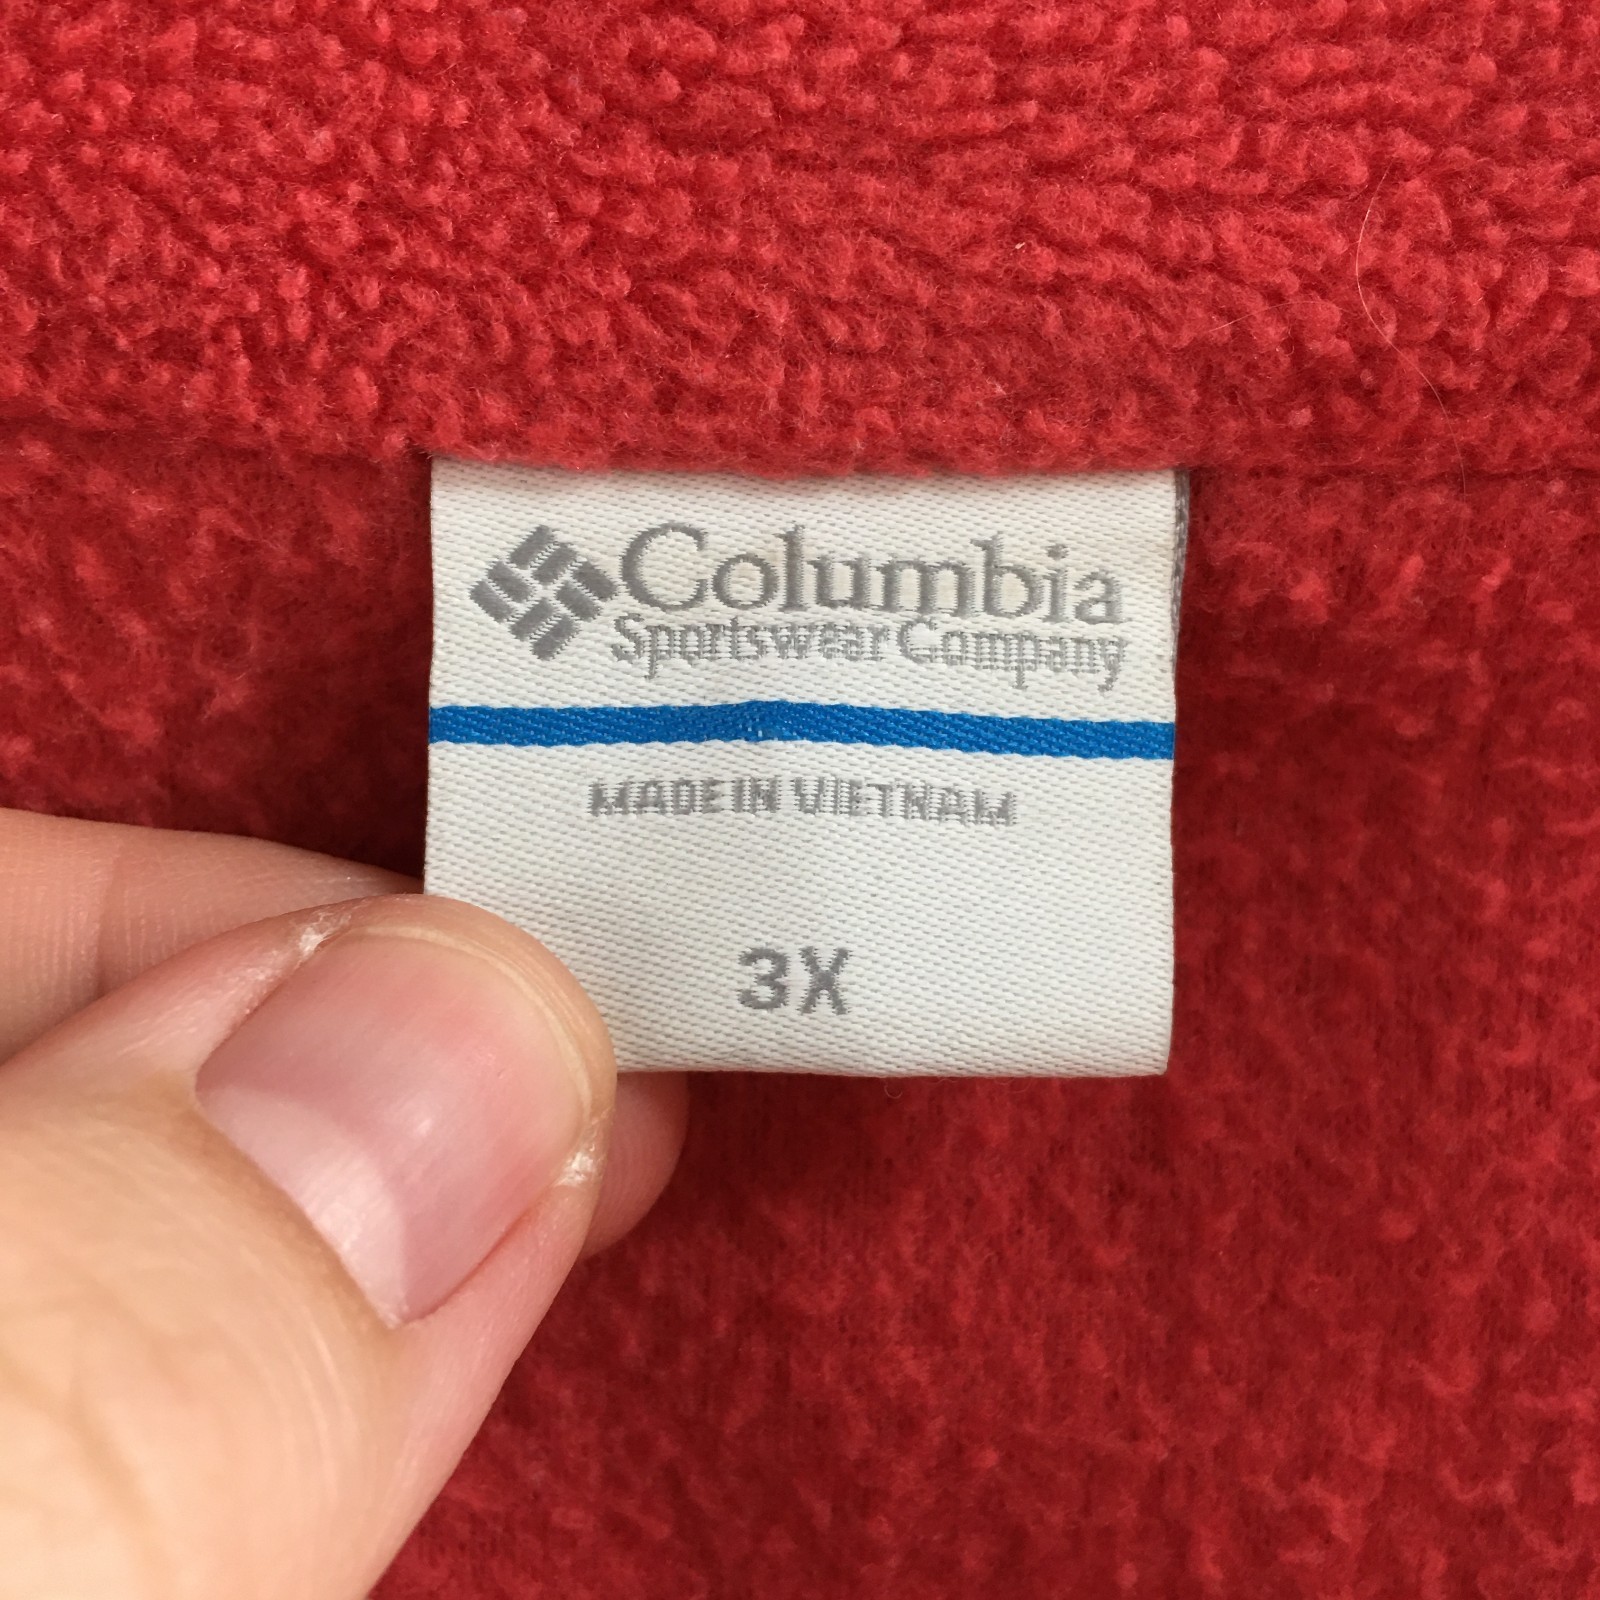 Columbia
Sportswear Company
MADE IN VIETNAM
3X